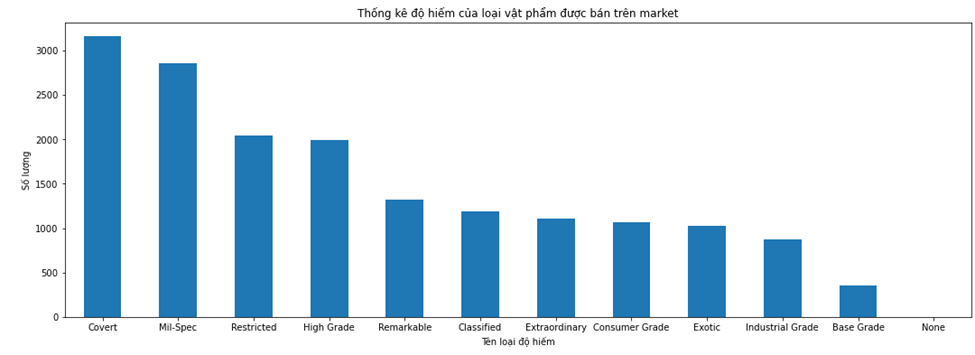 Thống kê độ hiếm của loại vật phẩm được bán trên market
3000
2500
2000
1500
1000
500
0
Số lượng
Covert Mil-Spec Restricted High Grade Remarkable Classified Extraordinary Consumer Grade Exotic Industrial Grade Base Grade None
Tên loại độ hiếm